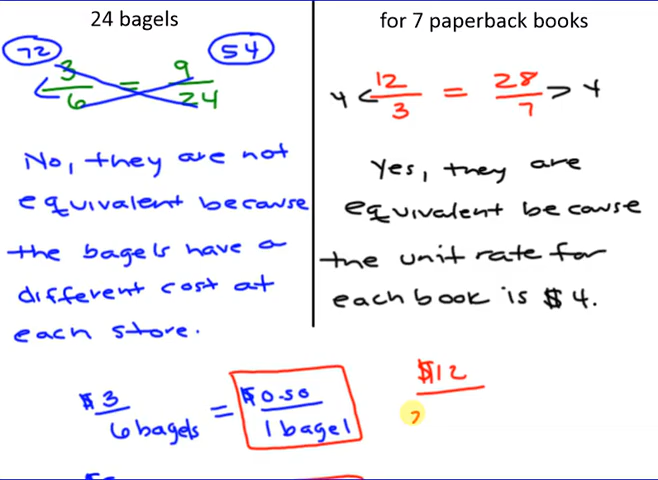 24 bagels
72 54
3/6 = 9/24
No, they are not
equivalent because
the bagels have a
different cost at
each store.
$3/6 bagels = $0.50/1 bagel
for 7 paperback books
4 < 12/3 = 28/7 > 4
Yes, they are
equivalent because
the unit rate for
each book is $4.
$12